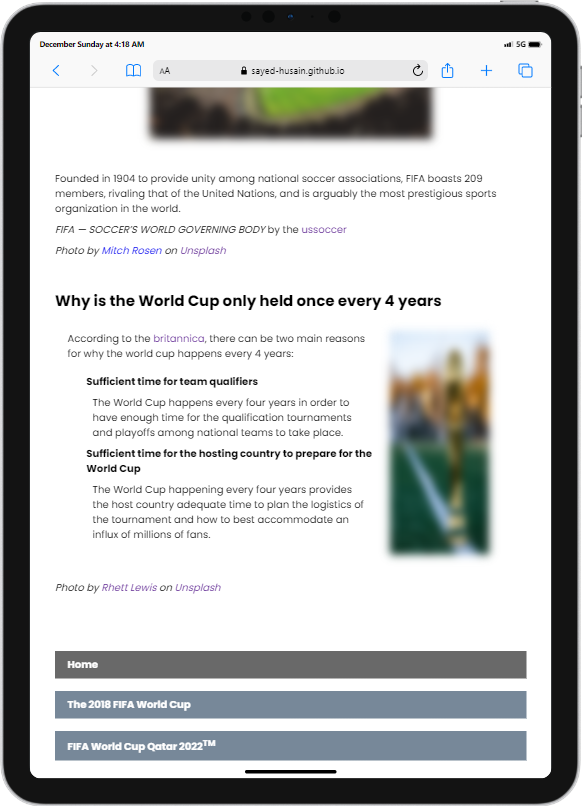 December Sunday at 4:18 AM
5G
AA
sayed-husain.github.io
Founded in 1904 to provide unity among national soccer associations, FIFA boasts 209
members, rivaling that of the United Nations, and is arguably the most prestigious sports
organization in the world.
FIFA — SOCCER'S WORLD GOVERNING BODY by the ussoccer
Photo by Mitch Rosen on Unsplash
Why is the World Cup only held once every 4 years
According to the britannica, there can be two main reasons
for why the world cup happens every 4 years:
Sufficient time for team qualifiers
The World Cup happens every four years in order to
have enough time for the qualification tournaments
and playoffs among national teams to take place.
Sufficient time for the hosting country to prepare for the
World Cup
The World Cup happening every four years provides
the host country adequate time to plan the logistics of
the tournament and how to best accommodate an
influx of millions of fans.
Photo by Rhett Lewis on Unsplash
Home
The 2018 FIFA World Cup
FIFA World Cup Qatar 2022™